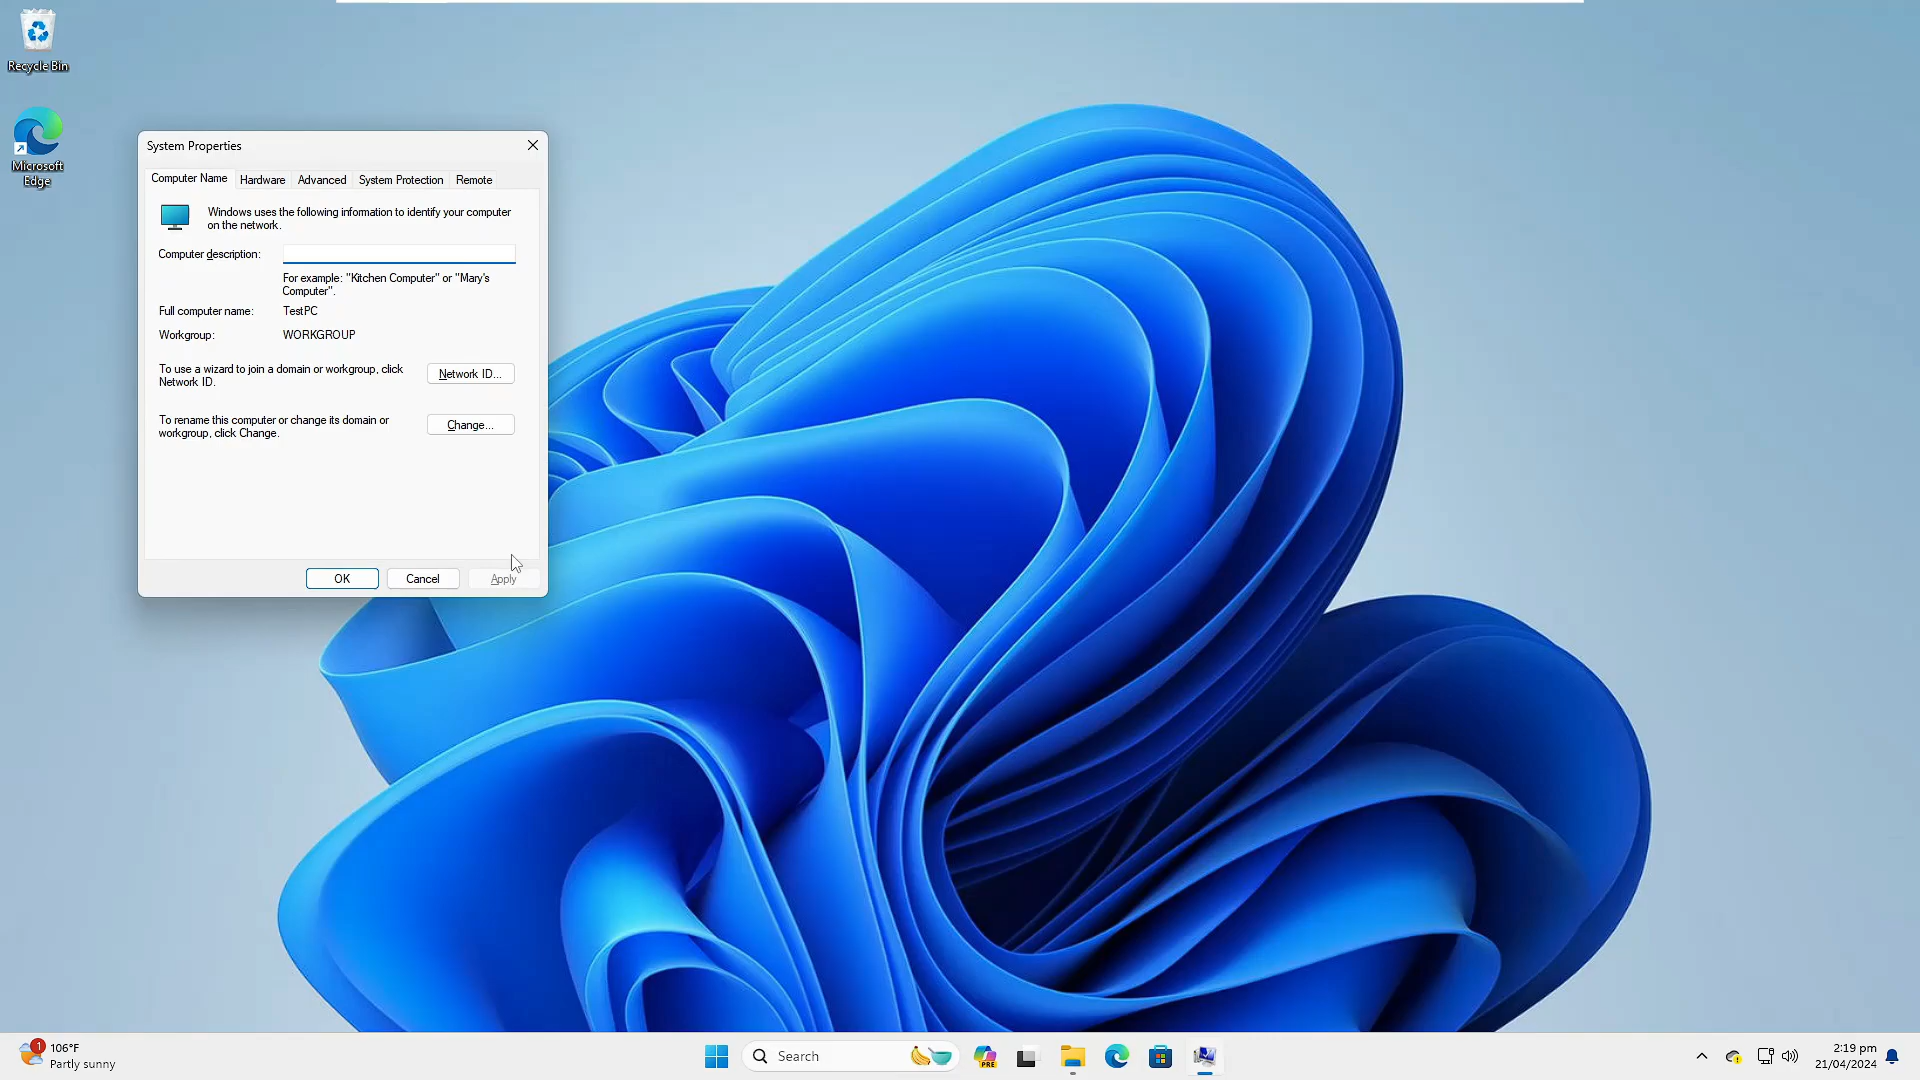 Recycle Bin
Microsoft
Edge
System Properties
Computer Name
Hardware
Advanced
System Protection
Remote
Windows uses the following information to identify your computer
on the network.
Computer description:
For example: "Kitchen Computer" or "Mary's
Computer".
Full computer name:
TestPC
Workgroup:
WORKGROUP
To use a wizard to join a domain or workgroup, click
Network ID.
Network ID...
To rename this computer or change its domain or
workgroup, click Change.
Change...
OK
Cancel
Apply
1
106°F
Partly sunny
Search
PRE
2:19 pm
21/04/2024